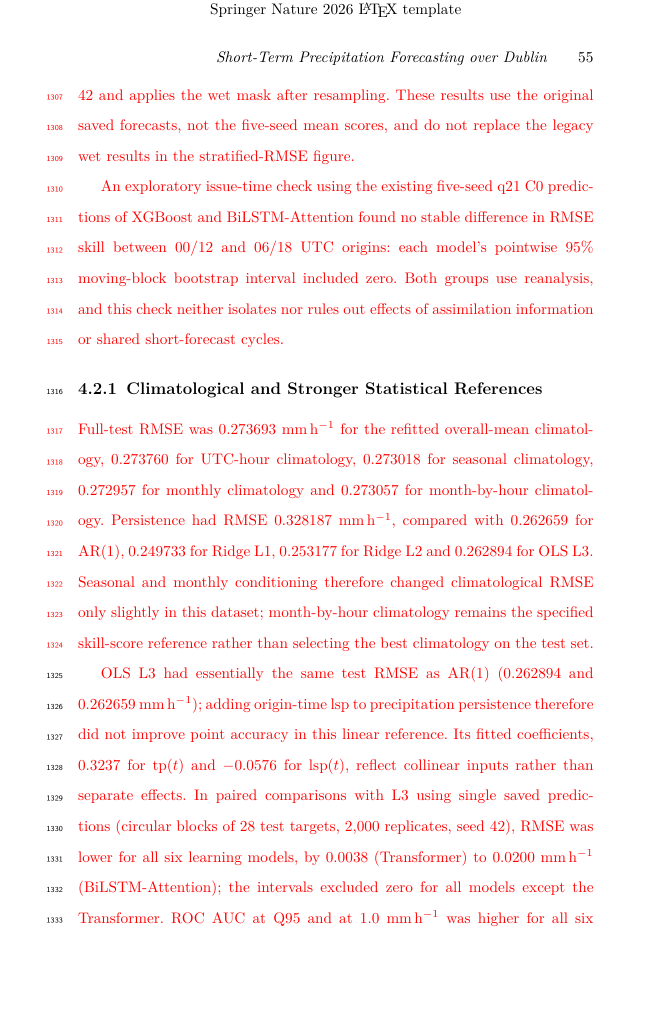 Springer Nature 2026 LATEX template
Short-Term Precipitation Forecasting over Dublin 55
1307 42 and applies the wet mask after resampling. These results use the original
1308 saved forecasts, not the five-seed mean scores, and do not replace the legacy
1309 wet results in the stratified-RMSE figure.
1310 An exploratory issue-time check using the existing five-seed q21 C0 predic-
1311 tions of XGBoost and BiLSTM-Attention found no stable difference in RMSE
1312 skill between 00/12 and 06/18 UTC origins: each model's pointwise 95%
1313 moving-block bootstrap interval included zero. Both groups use reanalysis,
1314 and this check neither isolates nor rules out effects of assimilation information
1315 or shared short-forecast cycles.
1316 4.2.1 Climatological and Stronger Statistical References
1317 Full-test RMSE was 0.273693 mm h⁻¹ for the refitted overall-mean climatol-
1318 ogy, 0.273760 for UTC-hour climatology, 0.273018 for seasonal climatology,
1319 0.272957 for monthly climatology and 0.273057 for month-by-hour climatol-
1320 ogy. Persistence had RMSE 0.328187 mm h⁻¹, compared with 0.262659 for
1321 AR(1), 0.249733 for Ridge L1, 0.253177 for Ridge L2 and 0.262894 for OLS L3.
1322 Seasonal and monthly conditioning therefore changed climatological RMSE
1323 only slightly in this dataset; month-by-hour climatology remains the specified
1324 skill-score reference rather than selecting the best climatology on the test set.
1325 OLS L3 had essentially the same test RMSE as AR(1) (0.262894 and
1326 0.262659 mm h⁻¹); adding origin-time lsp to precipitation persistence therefore
1327 did not improve point accuracy in this linear reference. Its fitted coefficients,
1328 0.3237 for tp(t) and −0.0576 for lsp(t), reflect collinear inputs rather than
1329 separate effects. In paired comparisons with L3 using single saved predic-
1330 tions (circular blocks of 28 test targets, 2,000 replicates, seed 42), RMSE was
1331 lower for all six learning models, by 0.0038 (Transformer) to 0.0200 mm h⁻¹
1332 (BiLSTM-Attention); the intervals excluded zero for all models except the
1333 Transformer. ROC AUC at Q95 and at 1.0 mm h⁻¹ was higher for all six